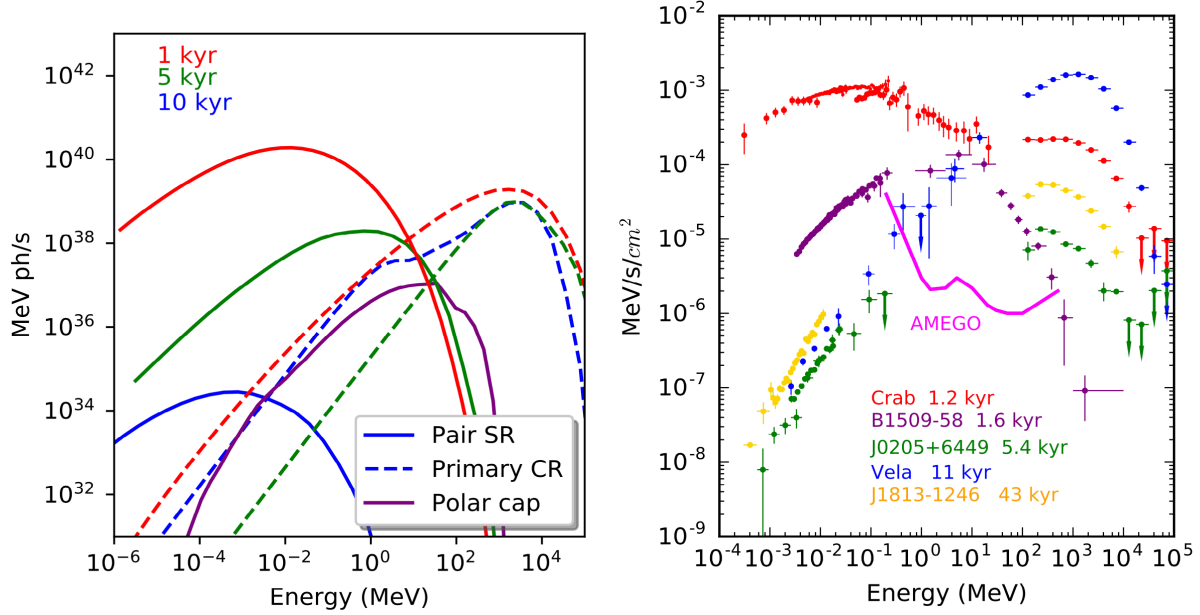 1 kyr
5 kyr
10 kyr
10^42
10^40
10^38
10^36
10^34
10^32
MeV ph/s
Pair SR
Primary CR
Polar cap
10^-6 10^-4 10^-2 10^0 10^2 10^4
Energy (MeV)
10^-2
10^-3
10^-4
10^-5
10^-6
10^-7
10^-8
10^-9
MeV/s/cm^2
AMEGO
Crab 1.2 kyr
B1509-58 1.6 kyr
J0205+6449 5.4 kyr
Vela 11 kyr
J1813-1246 43 kyr
10^-4 10^-3 10^-2 10^-1 10^0 10^1 10^2 10^3 10^4 10^5
Energy (MeV)